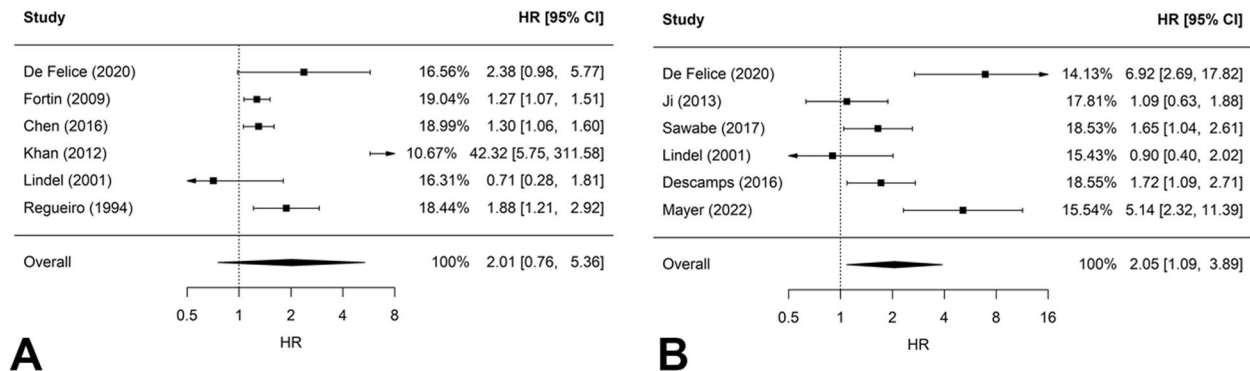 Study HR [95% CI]
De Felice (2020) 16.56% 2.38 [0.98, 5.77]
Fortin (2009) 19.04% 1.27 [1.07, 1.51]
Chen (2016) 18.99% 1.30 [1.06, 1.60]
Khan (2012) 10.67% 42.32 [5.75, 311.58]
Lindel (2001) 16.31% 0.71 [0.28, 1.81]
Regueiro (1994) 18.44% 1.88 [1.21, 2.92]
Overall 100% 2.01 [0.76, 5.36]
0.5 1 2 4 8
HR
A
Study HR [95% CI]
De Felice (2020) 14.13% 6.92 [2.69, 17.82]
Ji (2013) 17.81% 1.09 [0.63, 1.88]
Sawabe (2017) 18.53% 1.65 [1.04, 2.61]
Lindel (2001) 15.43% 0.90 [0.40, 2.02]
Descamps (2016) 18.55% 1.72 [1.09, 2.71]
Mayer (2022) 15.54% 5.14 [2.32, 11.39]
Overall 100% 2.05 [1.09, 3.89]
0.5 1 2 4 8 16
HR
B